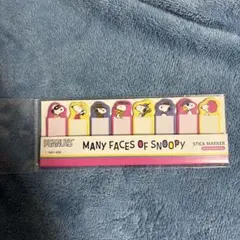 PEANUTS
MANY FACES OF SNOOPY
STICK MARKER